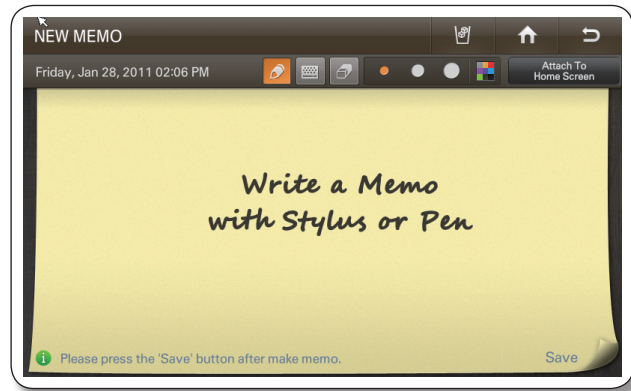 NEW MEMO
Friday, Jan 28, 2011 02:06 PM
Attach To
Home Screen
Write a Memo
with Stylus or Pen
Please press the 'Save' button after make memo.
Save